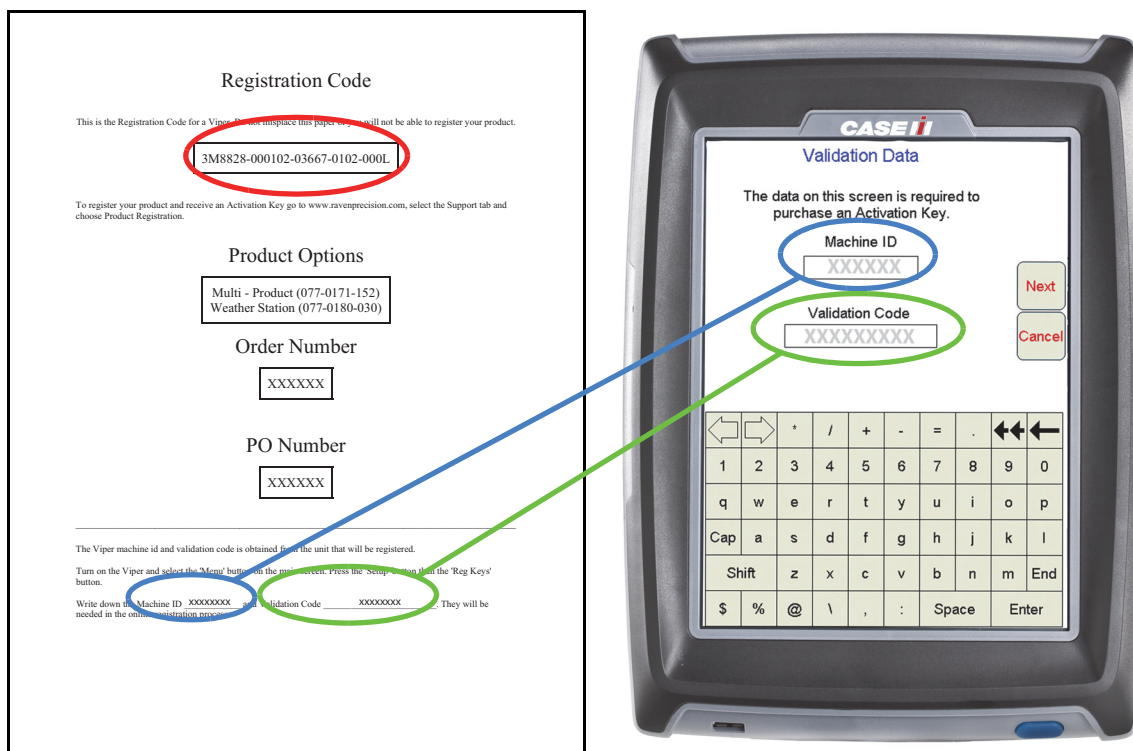 Registration Code
This is the Registration Code for a Viper. Do not misplace this paper or you will not be able to register your product.
3M8828-000102-03667-0102-000L
To register your product and receive an Activation Key go to www.ravenprecision.com, select the Support tab and
choose Product Registration.
Product Options
Multi - Product (077-0171-152)
Weather Station (077-0180-030)
Order Number
XXXXXX
PO Number
XXXXXX
The Viper machine id and validation code is obtained from the unit that will be registered.
Turn on the Viper and select the 'Menu' button on the main screen. Press the 'Setup' button then the 'Reg Keys'
button.
Write down the Machine ID XXXXXXXX and Validation Code XXXXXXXX. They will be
needed in the online registration process.
CASE IH
Validation Data
The data on this screen is required to
purchase an Activation Key.
Machine ID
XXXXXX
Validation Code
XXXXXXXXX
Next
Cancel
* / + - = .
1 2 3 4 5 6 7 8 9 0
q w e r t y u i o p
Cap a s d f g h j k l
Shift z x c v b n m End
$ % @ \ , : Space Enter